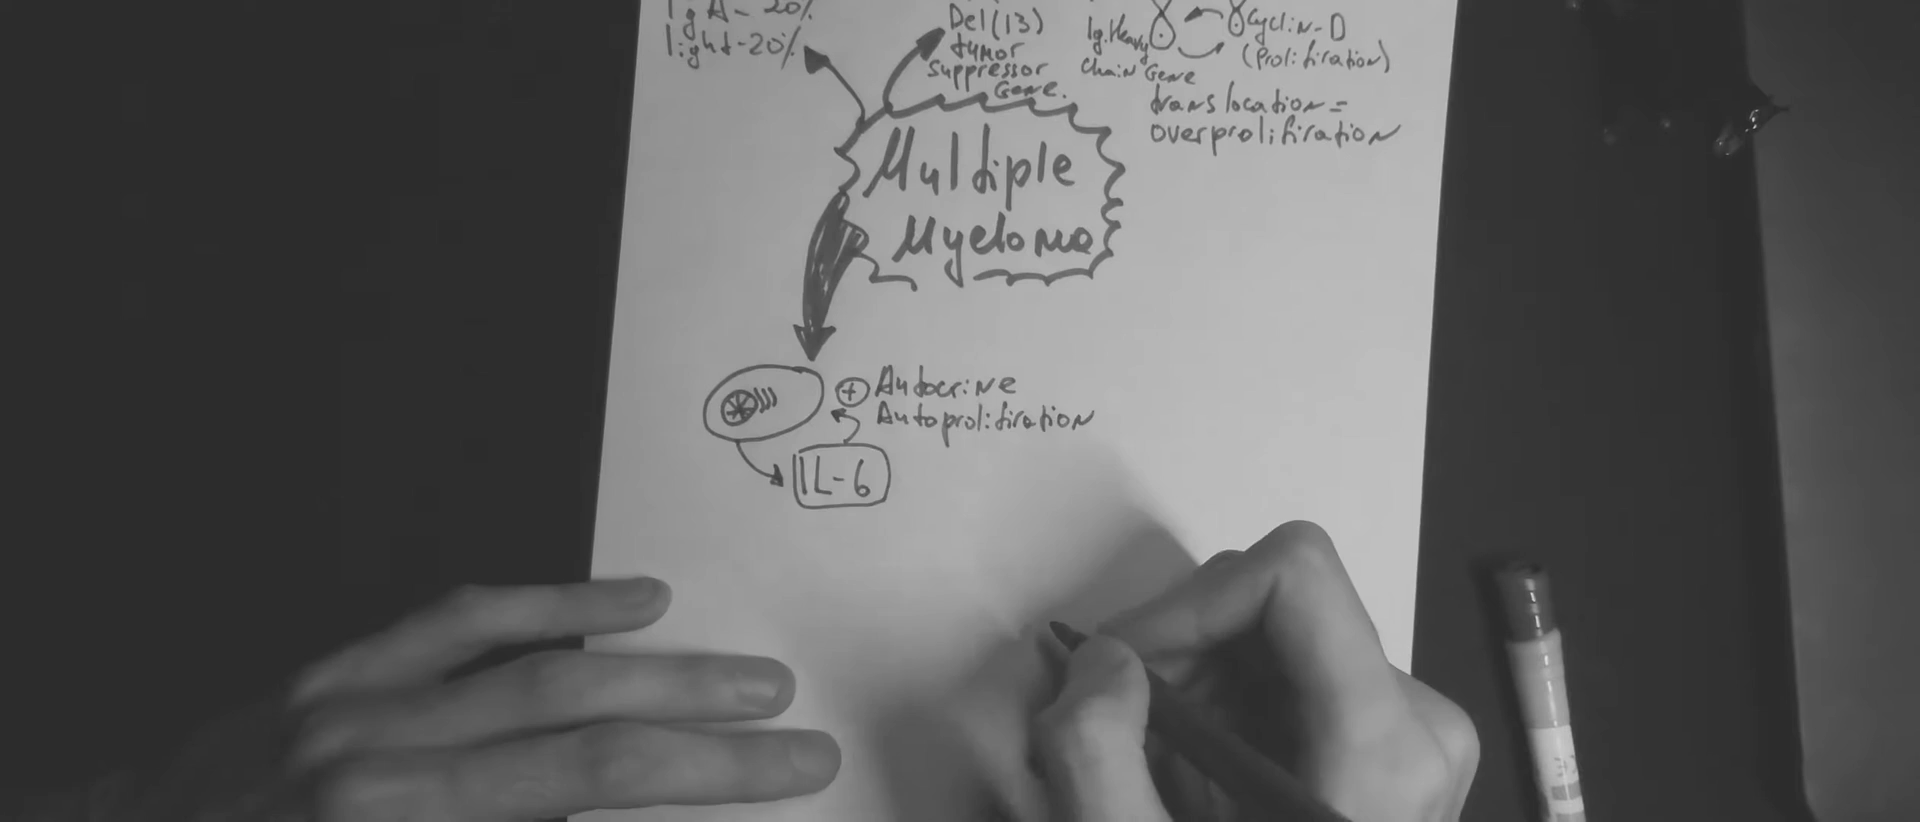 IgA- 20%
light-20%
Del(13)
tumor
suppressor
Gene.
Ig.Heavy
Chain Gene
Cyclin-D
(Prolifiration)
translocation=
overprolifiration
Multiple
Myeloma
+ Autocrine
Autoprolifiration
IL-6